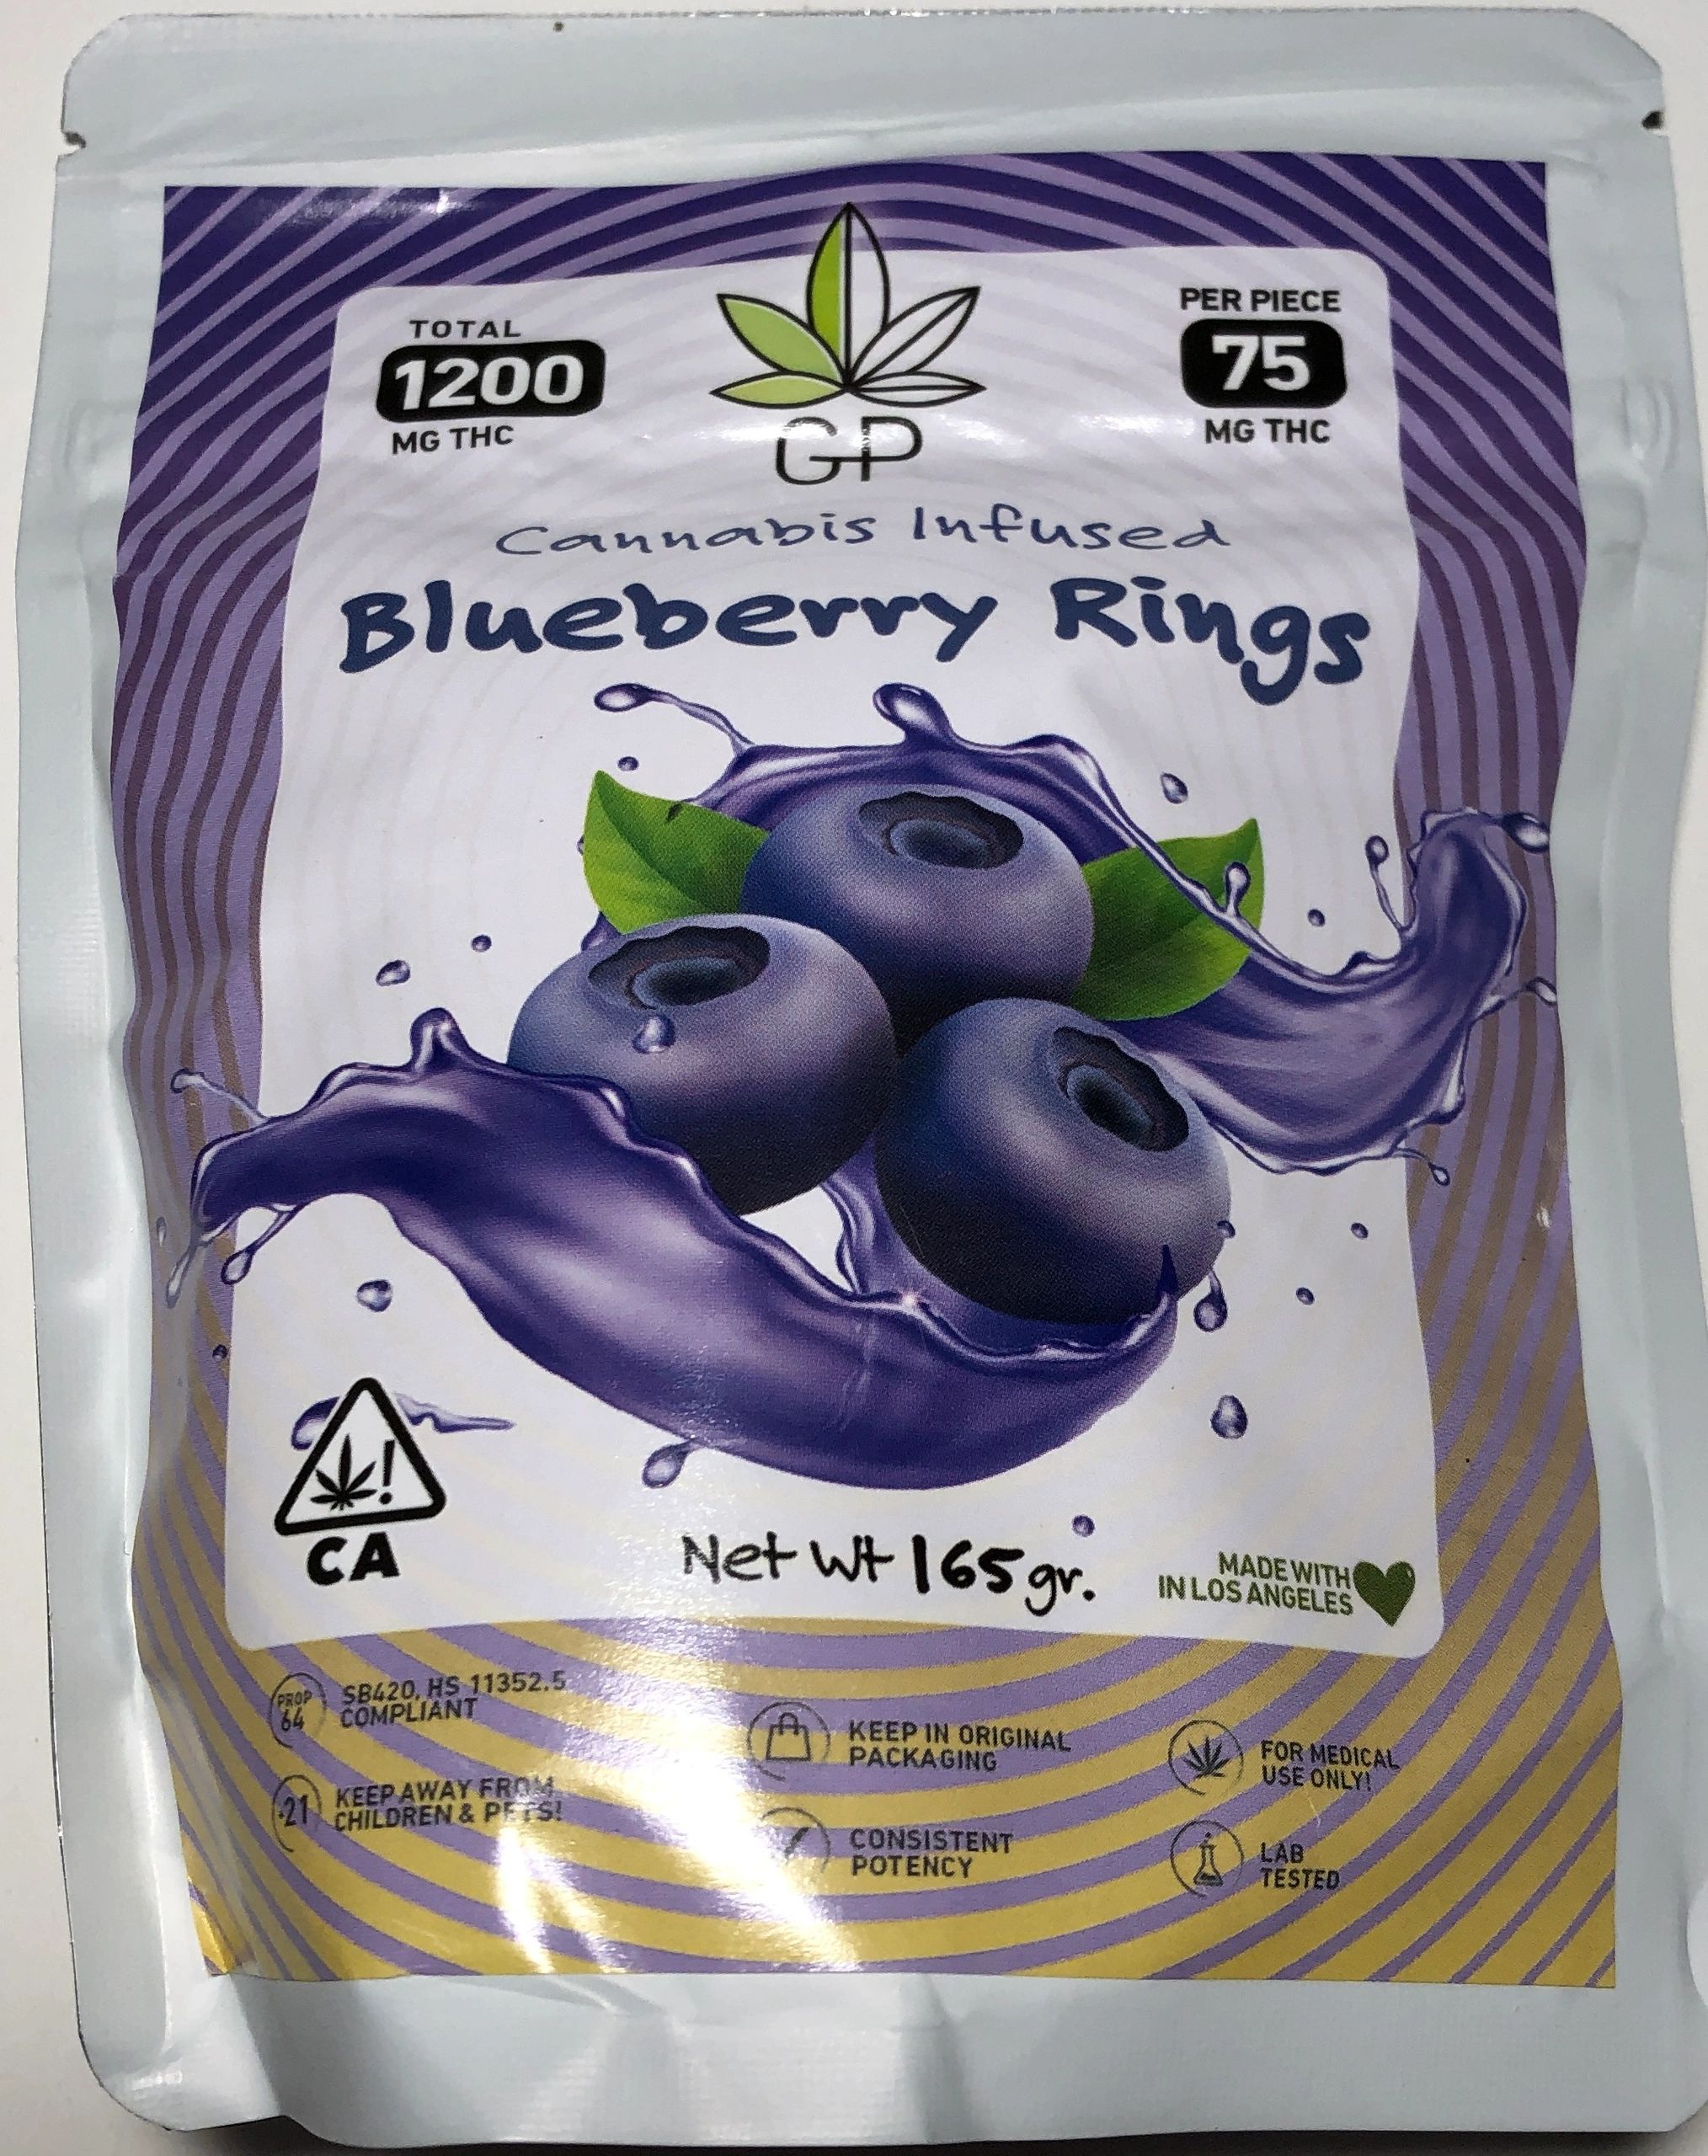 TOTAL
1200
MG THC
GP
PER PIECE
75
MG THC
Cannabis Infused
Blueberry Rings
!
CA
Net Wt 165gr.
MADE WITH
IN LOS ANGELES
PROP
64
SB420, HS 11352.5
COMPLIANT
+21
KEEP AWAY FROM
CHILDREN & PETS!
KEEP IN ORIGINAL
PACKAGING
CONSISTENT
POTENCY
FOR MEDICAL
USE ONLY!
LAB
TESTED